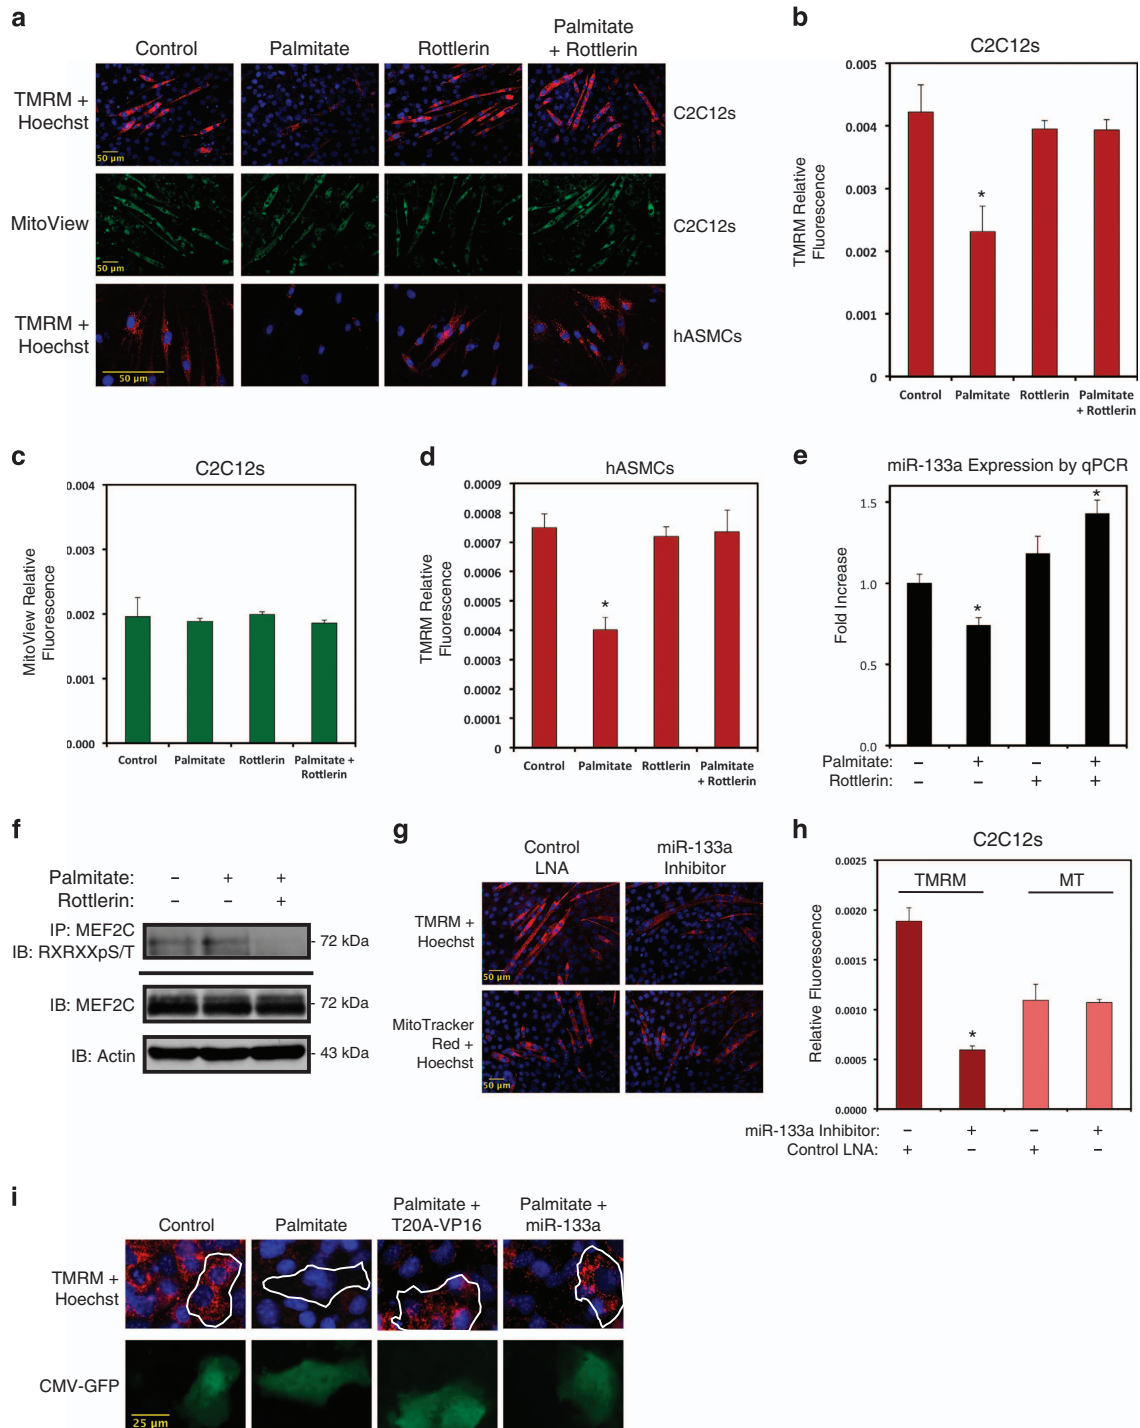 a
Control
Palmitate
Rottlerin
Palmitate
+ Rottlerin
TMRM +
Hoechst
50 µm
C2C12s
MitoView
50 µm
C2C12s
TMRM +
Hoechst
50 µm
hASMCs
b
C2C12s
TMRM Relative
Fluorescence
0.005
0.004
0.003
0.002
0.001
0
*
Control
Palmitate
Rottlerin
Palmitate
+ Rottlerin
c
C2C12s
MitoView Relative
Fluorescence
0.004
0.003
0.002
0.001
0.000
Control
Palmitate
Rottlerin
Palmitate +
Rottlerin
d
hASMCs
TMRM Relative
Fluorescence
0.0009
0.0008
0.0007
0.0006
0.0005
0.0004
0.0003
0.0002
0.0001
0
*
Control
Palmitate
Rottlerin
Palmitate
+ Rottlerin
e
miR-133a Expression by qPCR
Fold Increase
1.5
1.0
0.5
0.0
*
*
Palmitate: – + – +
Rottlerin: – – + +
f
Palmitate: – + +
Rottlerin: – – +
IP: MEF2C
IB: RXRXXpS/T
- 72 kDa
IB: MEF2C
- 72 kDa
IB: Actin
- 43 kDa
g
Control
LNA
miR-133a
Inhibitor
TMRM +
Hoechst
50 µm
MitoTracker
Red +
Hoechst
50 µm
h
C2C12s
Relative Fluorescence
0.0025
0.0020
0.0015
0.0010
0.0005
0.0000
TMRM
MT
*
miR-133a Inhibitor: – + – +
Control LNA: + – + –
i
Control
Palmitate
Palmitate +
T20A-VP16
Palmitate +
miR-133a
TMRM +
Hoechst
CMV-GFP
25 µm